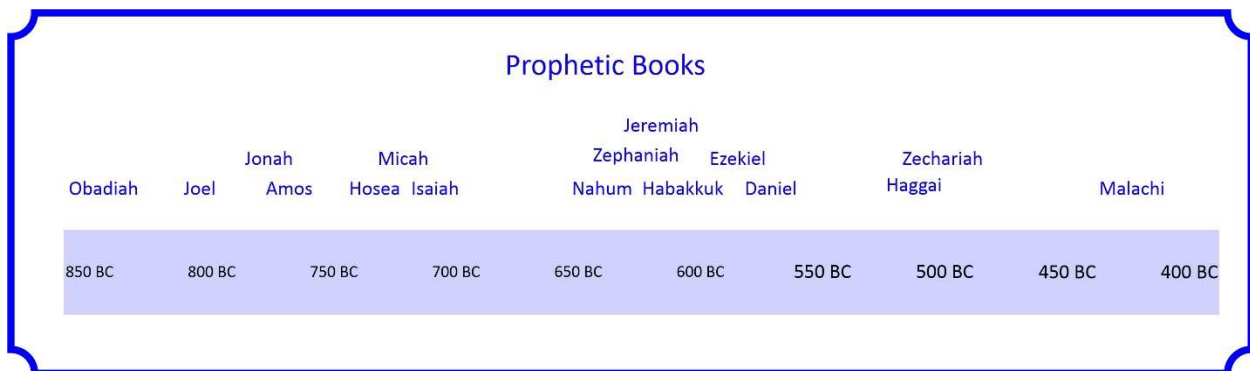 Prophetic Books
Jeremiah
Zephaniah Ezekiel
Jonah Micah Zechariah
Obadiah Joel Amos Hosea Isaiah Nahum Habakkuk Daniel Haggai Malachi
850 BC 800 BC 750 BC 700 BC 650 BC 600 BC 550 BC 500 BC 450 BC 400 BC